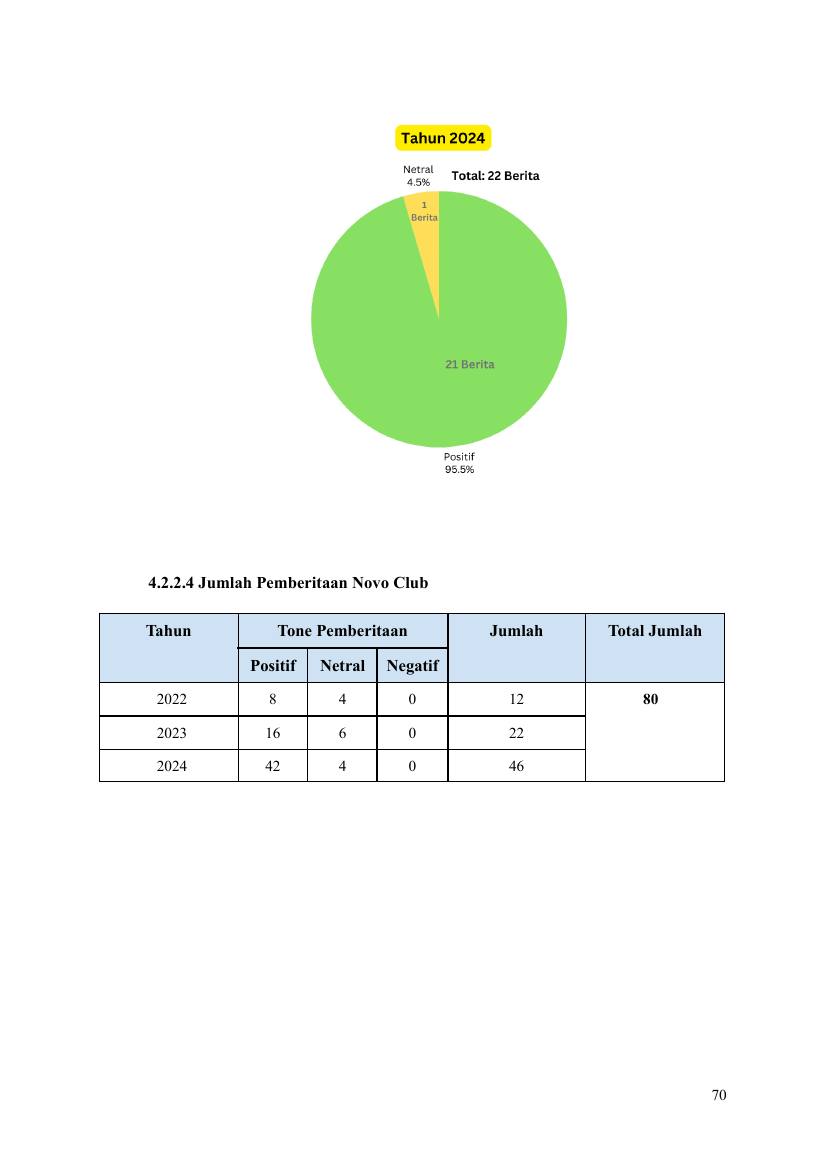 Tahun 2024
Netral
4.5%
Total: 22 Berita
1
Berita
21 Berita
Positif
95.5%
4.2.2.4 Jumlah Pemberitaan Novo Club
Tahun Tone Pemberitaan Jumlah Total Jumlah
Positif Netral Negatif
2022 8 4 0 12 80
2023 16 6 0 22
2024 42 4 0 46
70